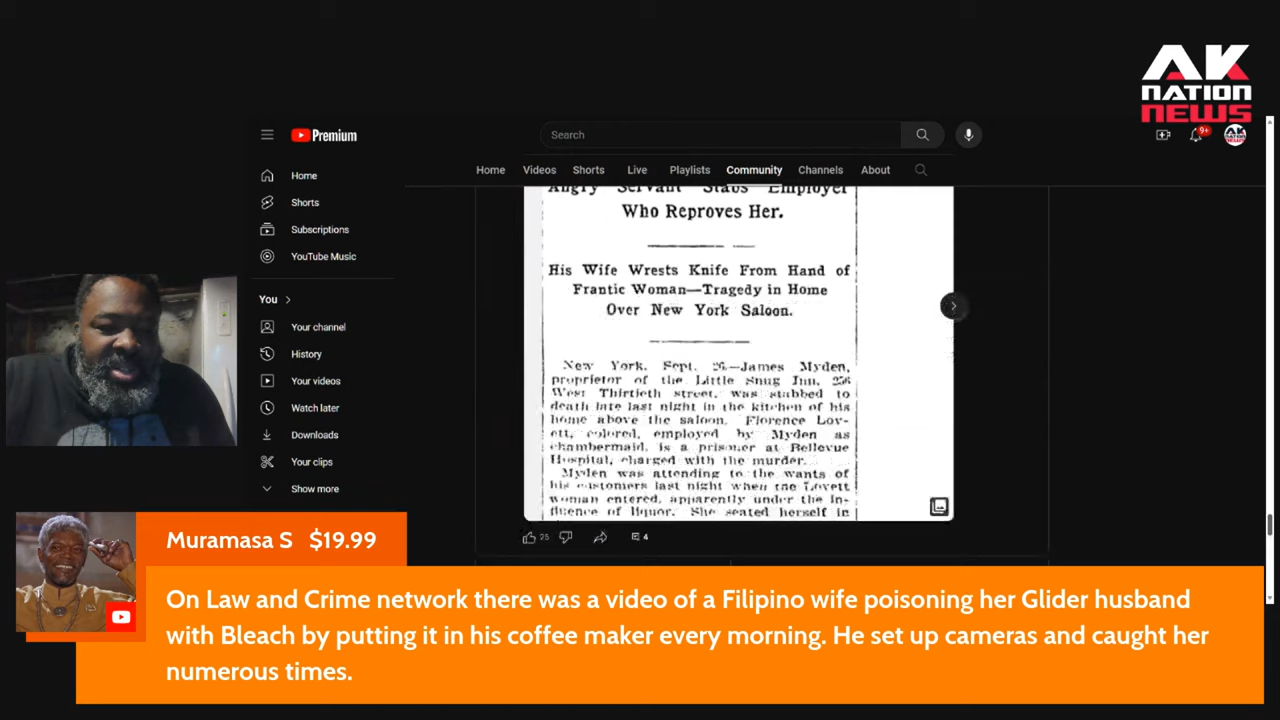 AK
NATION
NEWS
Premium
Search
9+
Home
Videos
Shorts
Live
Playlists
Community
Channels
About
Home
Shorts
Subscriptions
YouTube Music
You
Your channel
History
Your videos
Watch later
Downloads
Your clips
Show more
Angry Servant Stabs Employer
Who Reproves Her.
His Wife Wrests Knife From Hand of
Frantic Woman—Tragedy in Home
Over New York Saloon.
New York, Sept. 26.—James Myden,
proprietor of the Little Snug Inn, 256
West Thirtieth street, was stabbed to
death late last night in the kitchen of his
home above the saloon. Florence Lov-
ett, colored, employed by Myden as
chambermaid, is a prisoner at Bellevue
Hospital, charged with the murder.
Myden was attending to the wants of
his customers last night when the Lovett
woman entered, apparently under the in-
fluence of liquor. She seated herself in
25
4
Muramasa S $19.99
On Law and Crime network there was a video of a Filipino wife poisoning her Glider husband
with Bleach by putting it in his coffee maker every morning. He set up cameras and caught her
numerous times.